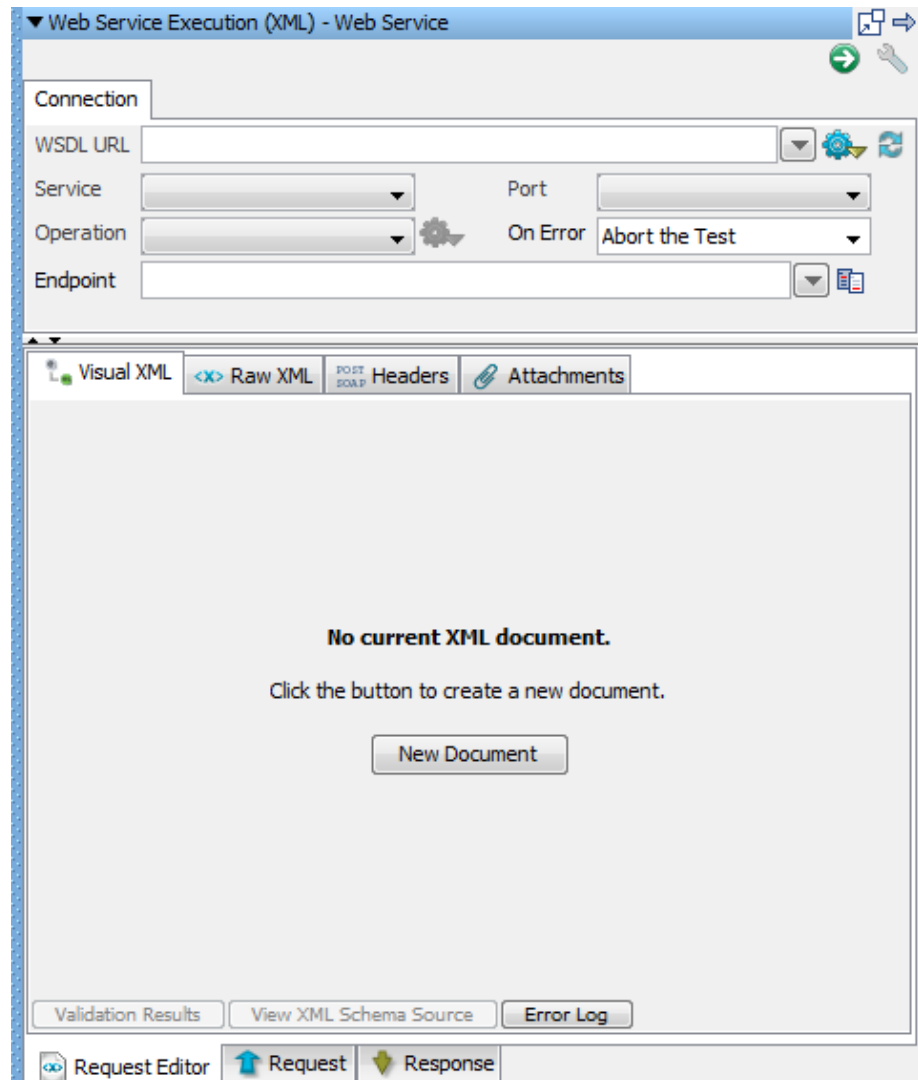 Web Service Execution (XML) - Web Service
Connection
WSDL URL
Service Port
Operation On Error Abort the Test
Endpoint
Visual XML <X> Raw XML POST SOAP Headers Attachments
No current XML document.
Click the button to create a new document.
New Document
Validation Results View XML Schema Source Error Log
Request Editor Request Response